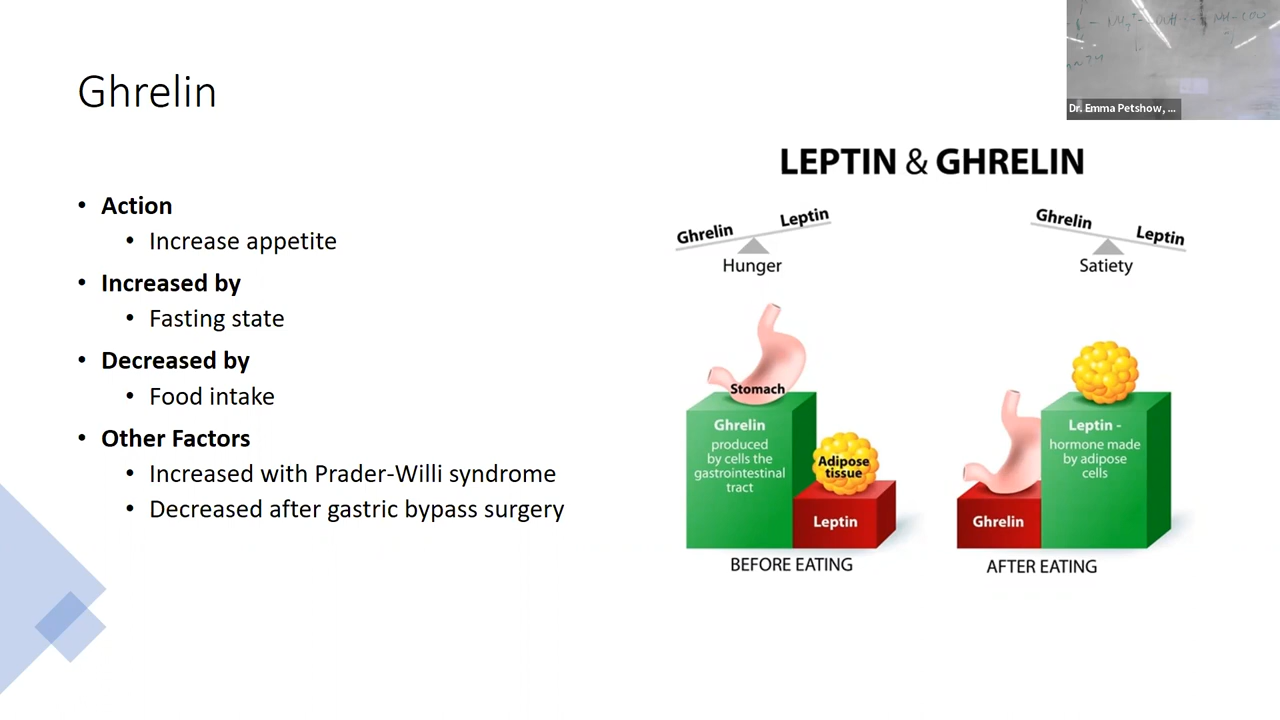 Ghrelin
• Action
• Increase appetite
• Increased by
• Fasting state
• Decreased by
• Food intake
• Other Factors
• Increased with Prader-Willi syndrome
• Decreased after gastric bypass surgery
Dr. Emma Petshow, ...
LEPTIN & GHRELIN
Ghrelin Leptin
Hunger
Ghrelin Leptin
Satiety
Stomach
Ghrelin
produced
by cells the
gastrointestinal
tract
Adipose
tissue
Leptin
BEFORE EATING
Leptin -
hormone made
by adipose
cells
Ghrelin
AFTER EATING